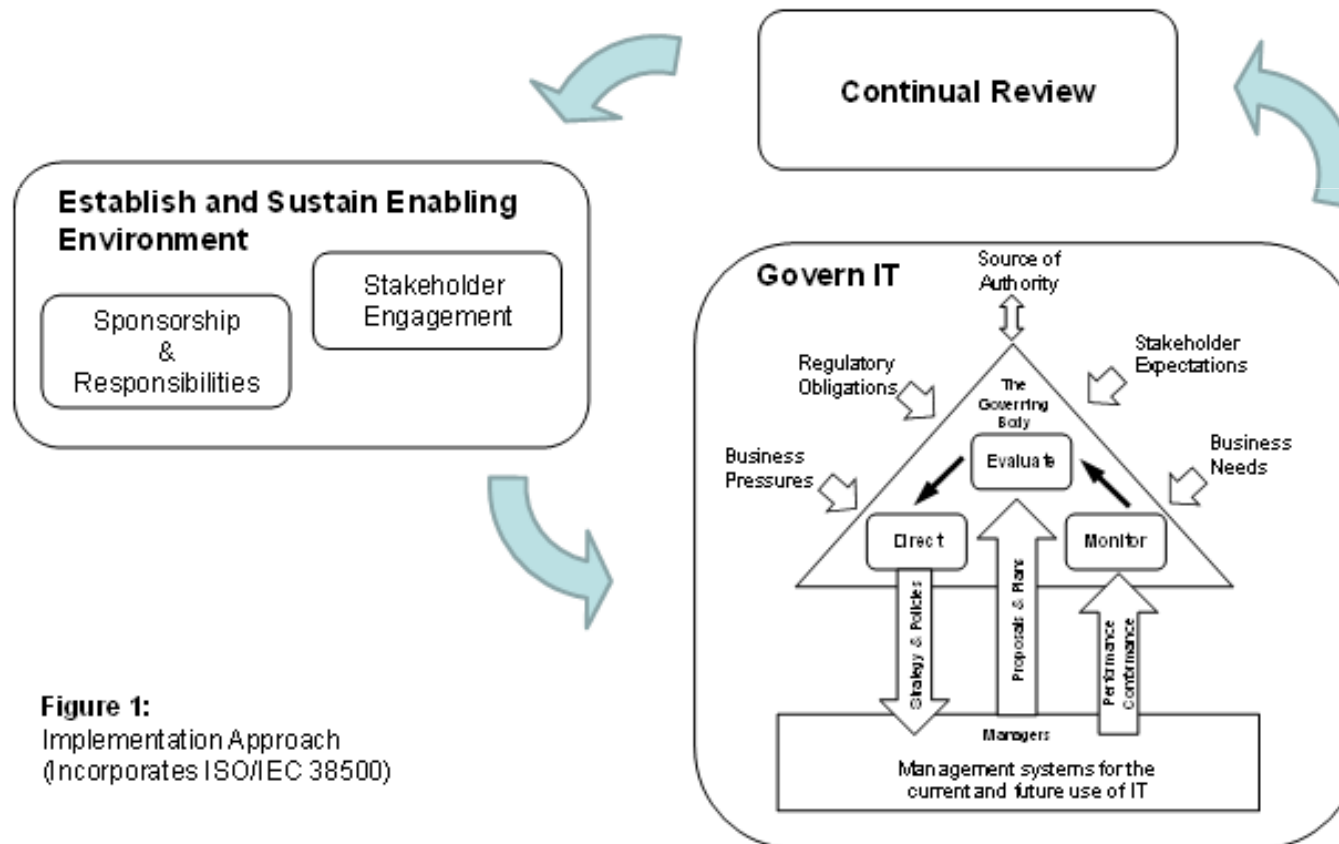 Continual Review
Establish and Sustain Enabling
Environment
Sponsorship
&
Responsibilities
Stakeholder
Engagement
Govern IT
Source of
Authority
Regulatory
Obligations
Stakeholder
Expectations
Business
Pressures
Business
Needs
The
Governing
Body
Evaluate
Direct
Monitor
Strategy & Policies
Proposals & Plans
Performance
Conformance
Managers
Management systems for the
current and future use of IT
Figure 1:
Implementation Approach
(Incorporates ISO/IEC 38500)